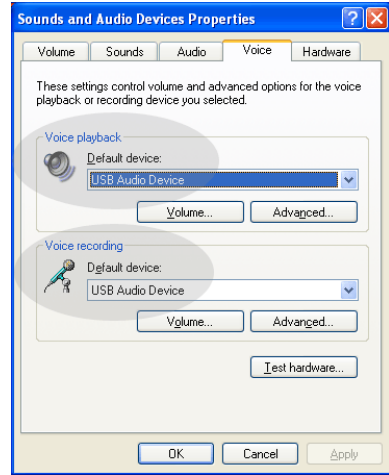 Sounds and Audio Devices Properties
Volume Sounds Audio Voice Hardware
These settings control volume and advanced options for the voice
playback or recording device you selected.
Voice playback
Default device:
USB Audio Device
Volume... Advanced...
Voice recording
Default device:
USB Audio Device
Volume... Advanced...
Test hardware...
OK Cancel Apply